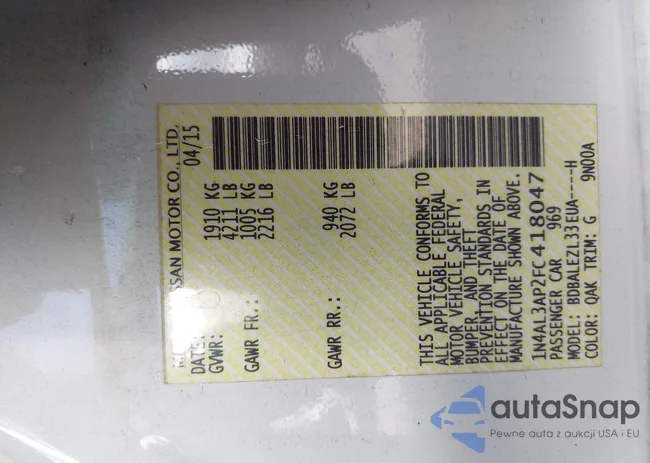 NISSAN MOTOR CO., LTD.
DATE: 04/15
GVWR: 1910 KG
4211 LB
GAWR FR.: 1005 KG
2216 LB
GAWR RR.: 940 KG
2072 LB
THIS VEHICLE CONFORMS TO
ALL APPLICABLE FEDERAL
MOTOR VEHICLE SAFETY,
BUMPER, AND THEFT
PREVENTION STANDARDS IN
EFFECT ON THE DATE OF
MANUFACTURE SHOWN ABOVE.
1N4AL3AP2FC418047
PASSENGER CAR 969
MODEL: BDBALEZL33EUA----H
COLOR: QAK TRIM: G 9N00A
autaSnap
Pewne auta z aukcji USA i EU